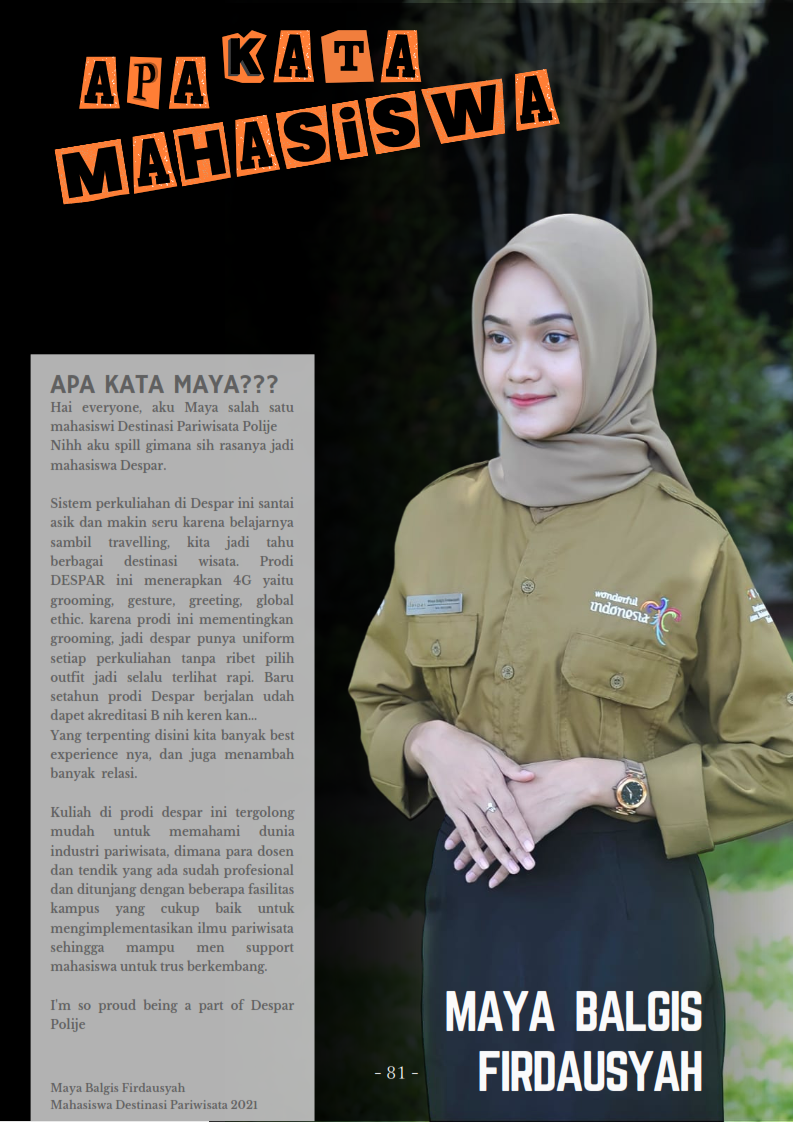 APA KATA
MAHASiSWA
APA KATA MAYA???
Hai everyone, aku Maya salah satu
mahasiswi Destinasi Pariwisata Polije
Nihh aku spill gimana sih rasanya jadi
mahasiswa Despar.
Sistem perkuliahan di Despar ini santai
asik dan makin seru karena belajarnya
sambil travelling, kita jadi tahu
berbagai destinasi wisata. Prodi
DESPAR ini menerapkan 4G yaitu
grooming, gesture, greeting, global
ethic. karena prodi ini mementingkan
grooming, jadi despar punya uniform
setiap perkuliahan tanpa ribet pilih
outfit jadi selalu terlihat rapi. Baru
setahun prodi Despar berjalan udah
dapet akreditasi B nih keren kan...
Yang terpenting disini kita banyak best
experience nya, dan juga menambah
banyak relasi.
Kuliah di prodi despar ini tergolong
mudah untuk memahami dunia
industri pariwisata, dimana para dosen
dan tendik yang ada sudah profesional
dan ditunjang dengan beberapa fasilitas
kampus yang cukup baik untuk
mengimplementasikan ilmu pariwisata
sehingga mampu men support
mahasiswa untuk trus berkembang.
I'm so proud being a part of Despar
Polije
Maya Balgis Firdausyah
Mahasiswa Destinasi Pariwisata 2021
wonderful
indonesia
MAYA BALGIS
FIRDAUSYAH
- 81 -